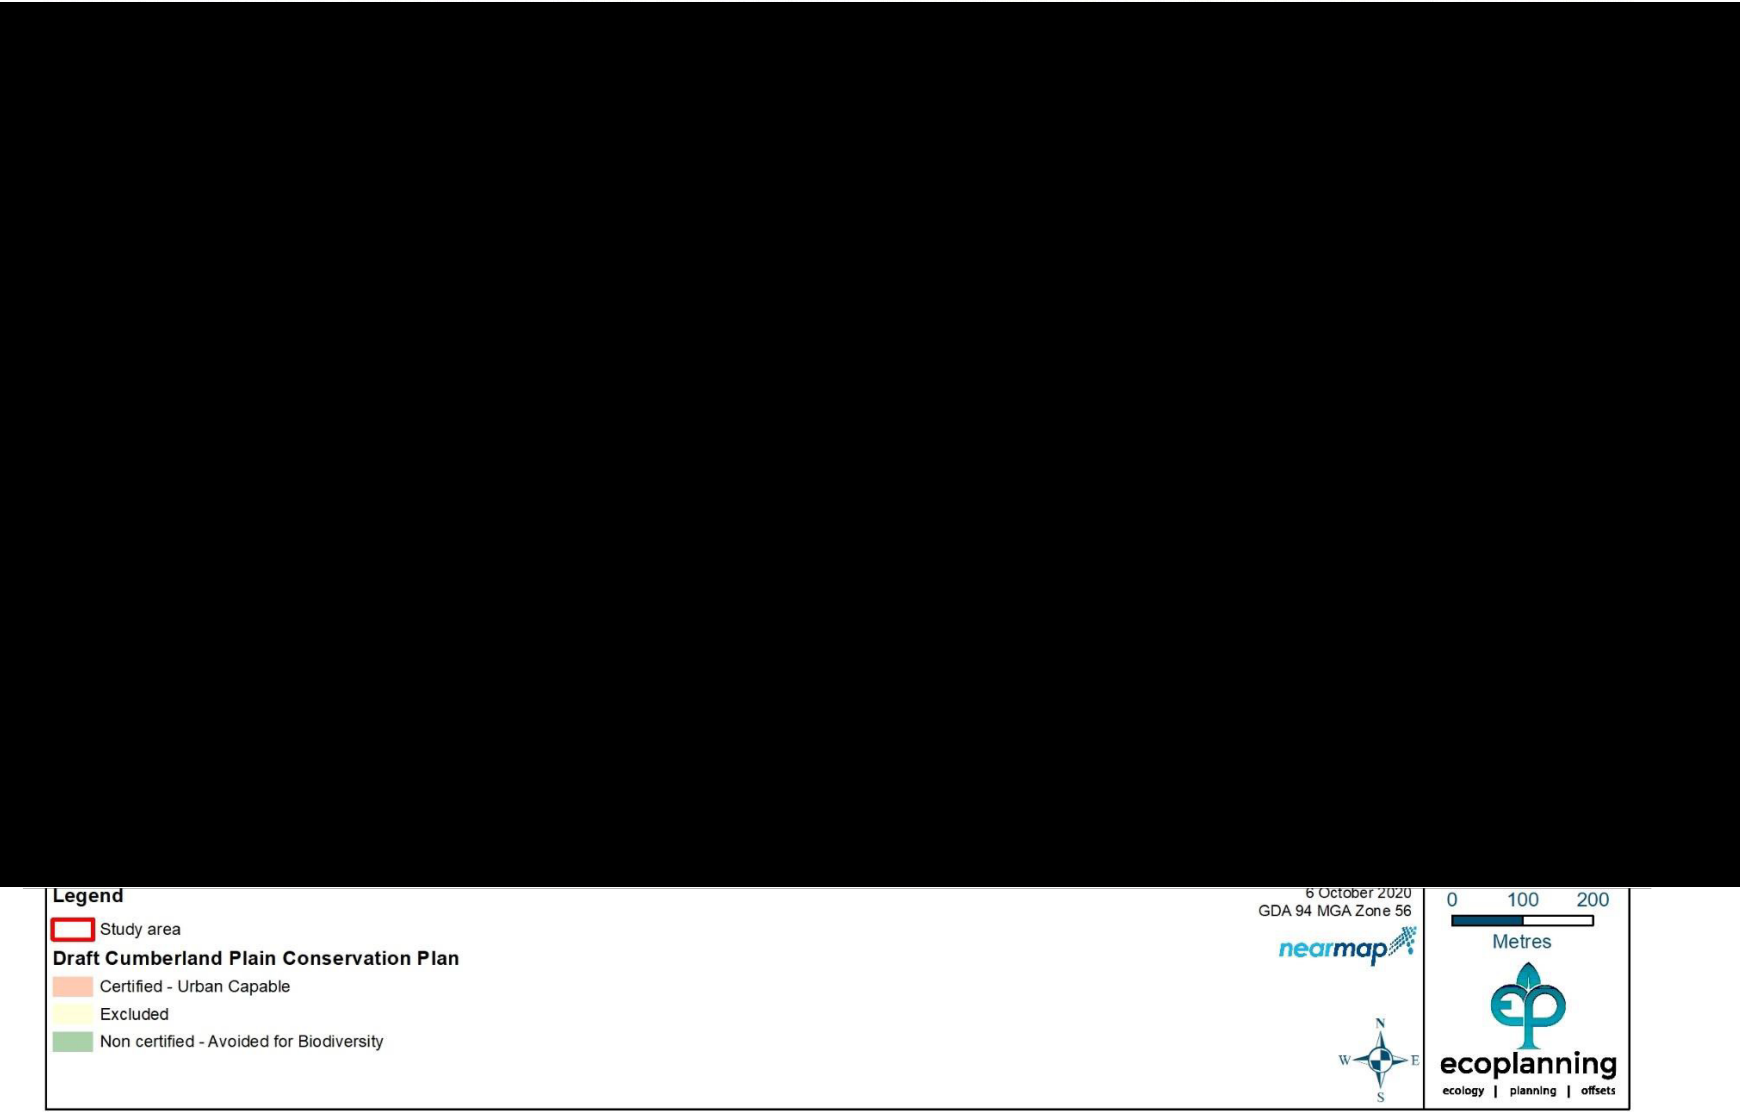 Legend
Study area
Draft Cumberland Plain Conservation Plan
Certified - Urban Capable
Excluded
Non certified - Avoided for Biodiversity
6 October 2020
GDA 94 MGA Zone 56
nearmap
N
W E
S
0 100 200
Metres
ep
ecoplanning
ecology | planning | offsets